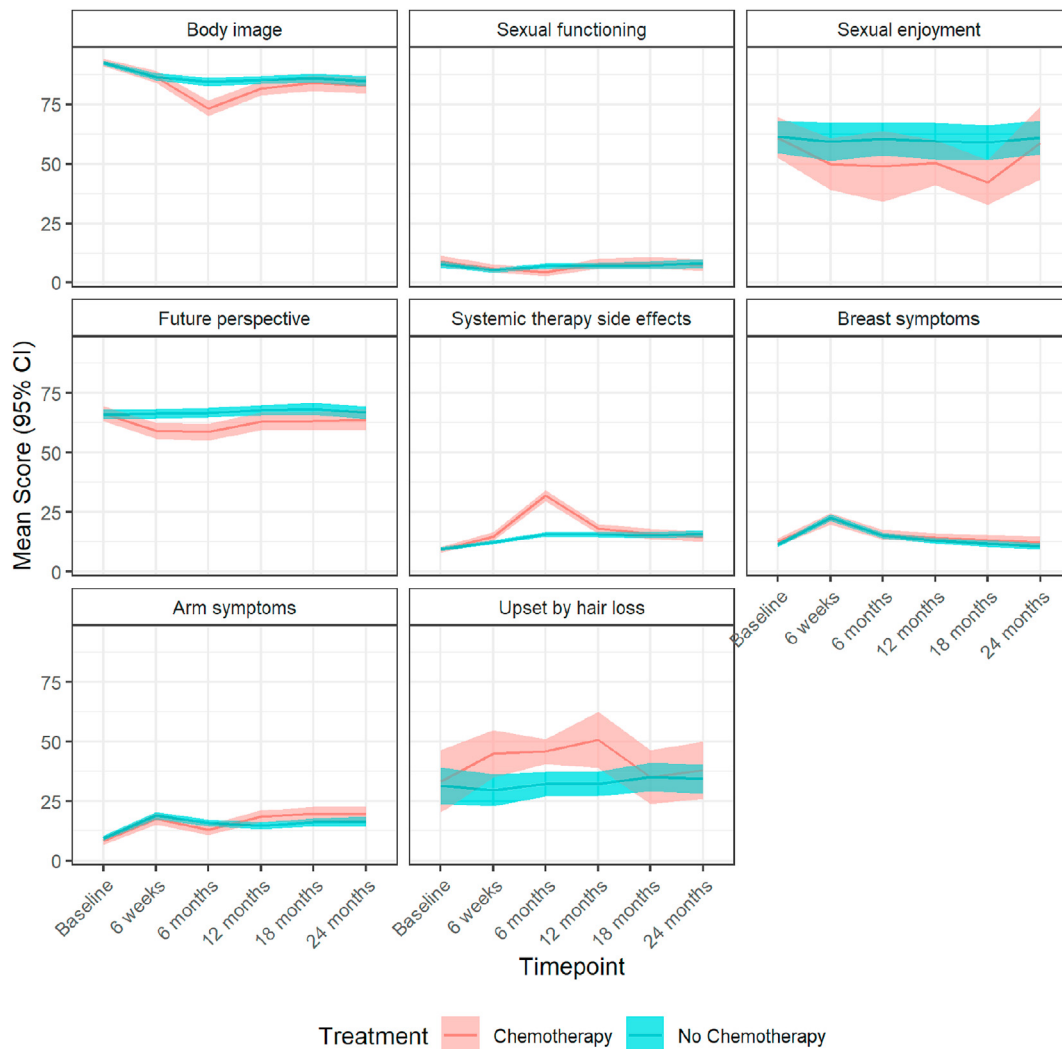 Body image
Sexual functioning
Sexual enjoyment
75
50
25
0
Future perspective
Systemic therapy side effects
Breast symptoms
75
50
25
0
Mean Score (95% CI)
Arm symptoms
Upset by hair loss
75
50
25
0
Baseline
6 weeks
6 months
12 months
18 months
24 months
Baseline
6 weeks
6 months
12 months
18 months
24 months
Baseline
6 weeks
6 months
12 months
18 months
24 months
Timepoint
Treatment
Chemotherapy
No Chemotherapy